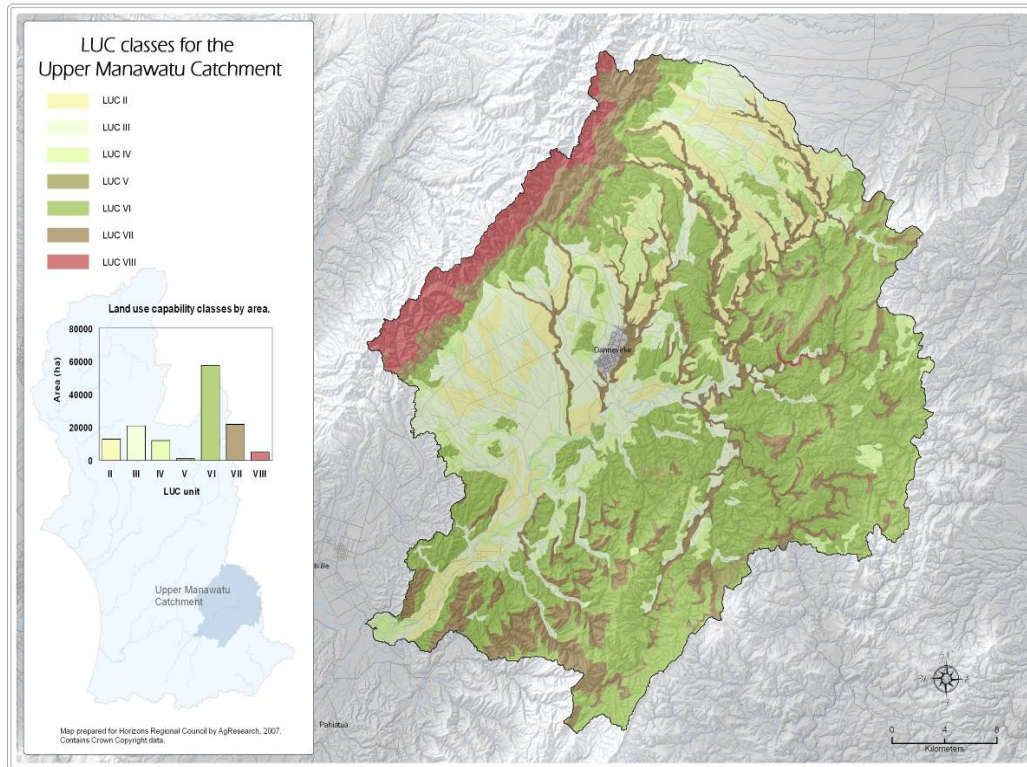 LUC classes for the
Upper Manawatu Catchment
LUC II
LUC III
LUC IV
LUC V
LUC VI
LUC VII
LUC VIII
Land use capability classes by area.
80000
60000
40000
20000
0
Area (ha)
II III IV V VI VII VIII
LUC unit
Upper Manawatu
Catchment
Map prepared for Horizons Regional Council by AgResearch, 2007.
Contains Crown Copyright data.
Dannevirke
Pahiatua
0 4 8
Kilometers